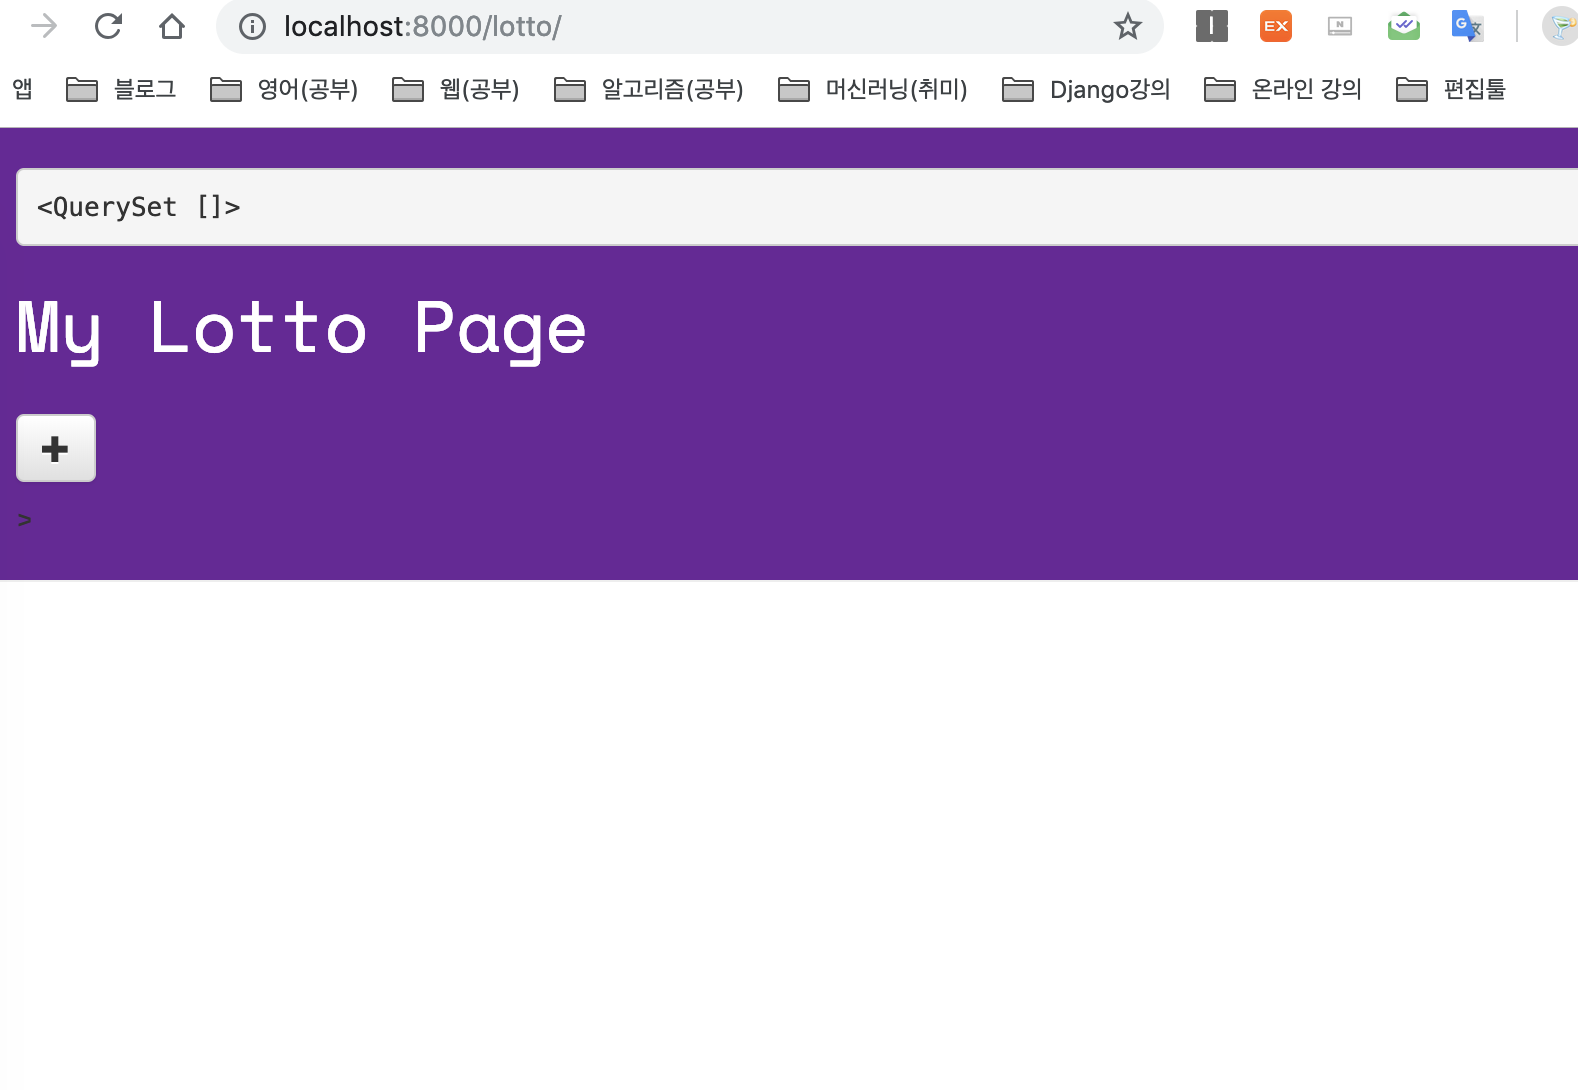 localhost:8000/lotto/
EX
N
G 文
앱 블로그 영어(공부) 웹(공부) 알고리즘(공부) 머신러닝(취미) Django강의 온라인 강의 편집툴
<QuerySet []>
My Lotto Page
+
>